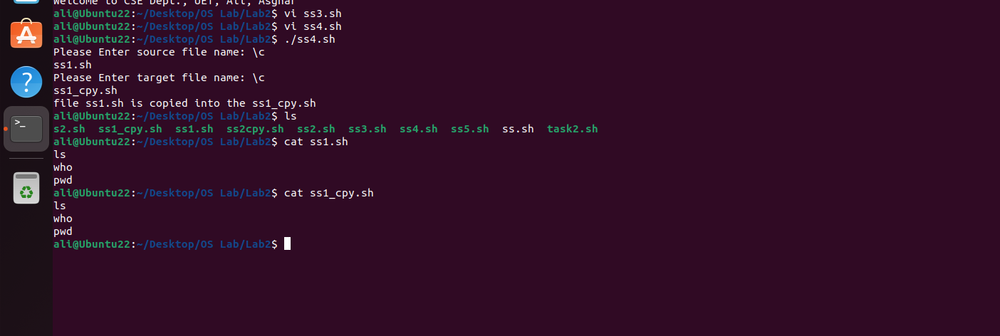 Welcome to CSE Dept., UET, Ali, Asghar
ali@Ubuntu22:~/Desktop/OS Lab/Lab2$ vi ss3.sh
ali@Ubuntu22:~/Desktop/OS Lab/Lab2$ vi ss4.sh
ali@Ubuntu22:~/Desktop/OS Lab/Lab2$ ./ss4.sh
Please Enter source file name: \c
ss1.sh
Please Enter target file name: \c
ss1_cpy.sh
file ss1.sh is copied into the ss1_cpy.sh
ali@Ubuntu22:~/Desktop/OS Lab/Lab2$ ls
s2.sh  ss1_cpy.sh  ss1.sh  ss2cpy.sh  ss2.sh  ss3.sh  ss4.sh  ss5.sh  ss.sh  task2.sh
ali@Ubuntu22:~/Desktop/OS Lab/Lab2$ cat ss1.sh
ls
who
pwd
ali@Ubuntu22:~/Desktop/OS Lab/Lab2$ cat ss1_cpy.sh
ls
who
pwd
ali@Ubuntu22:~/Desktop/OS Lab/Lab2$